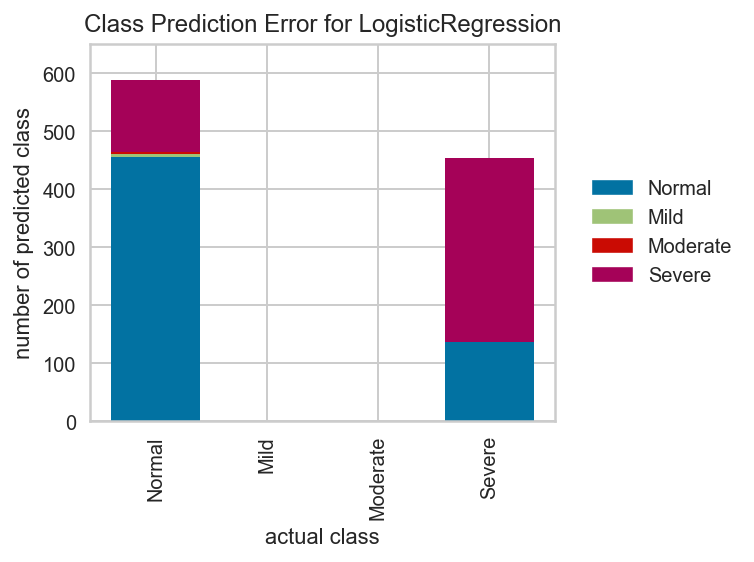 Class Prediction Error for LogisticRegression
number of predicted class
600
500
400
300
200
100
0
Normal
Mild
Moderate
Severe
actual class
Normal
Mild
Moderate
Severe